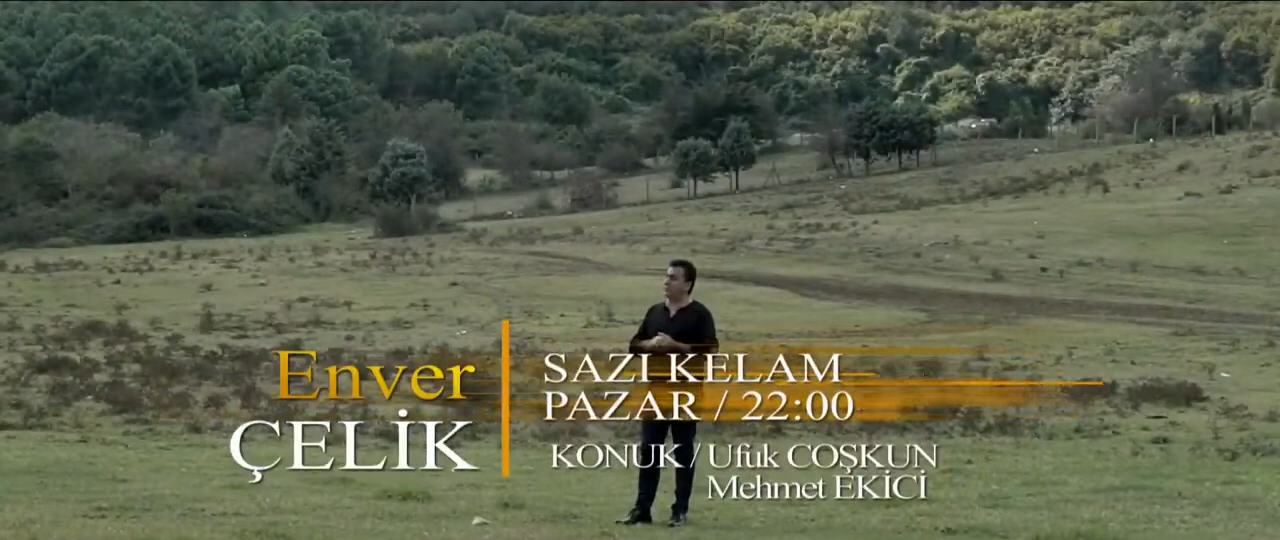 Enver
ÇELİK
SAZI KELAM
PAZAR / 22:00
KONUK / Ufuk COŞKUN
Mehmet EKİCİ